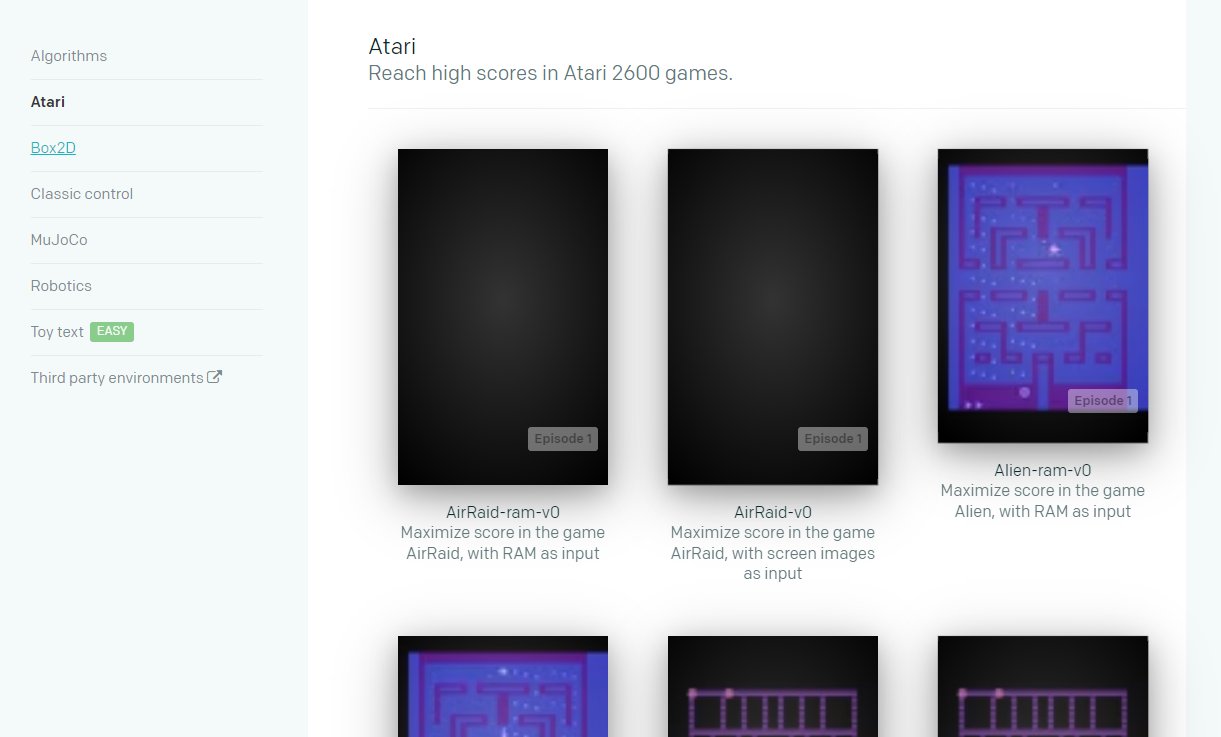 Algorithms
Atari
Box2D
Classic control
MuJoCo
Robotics
Toy text EASY
Third party environments
Atari
Reach high scores in Atari 2600 games.
Episode 1
AirRaid-ram-v0
Maximize score in the game
AirRaid, with RAM as input
Episode 1
AirRaid-v0
Maximize score in the game
AirRaid, with screen images
as input
Episode 1
Alien-ram-v0
Maximize score in the game
Alien, with RAM as input